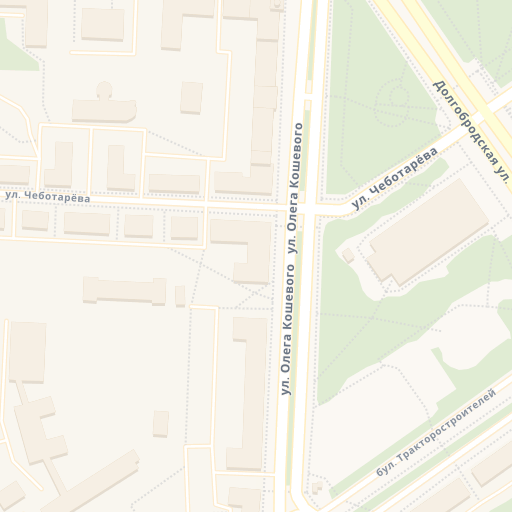 Долгобродская ул.
ул. Чеботарёва
ул. Чеботарёва
ул. Олега Кошевого
ул. Олега Кошевого
бул. Тракторостроителей